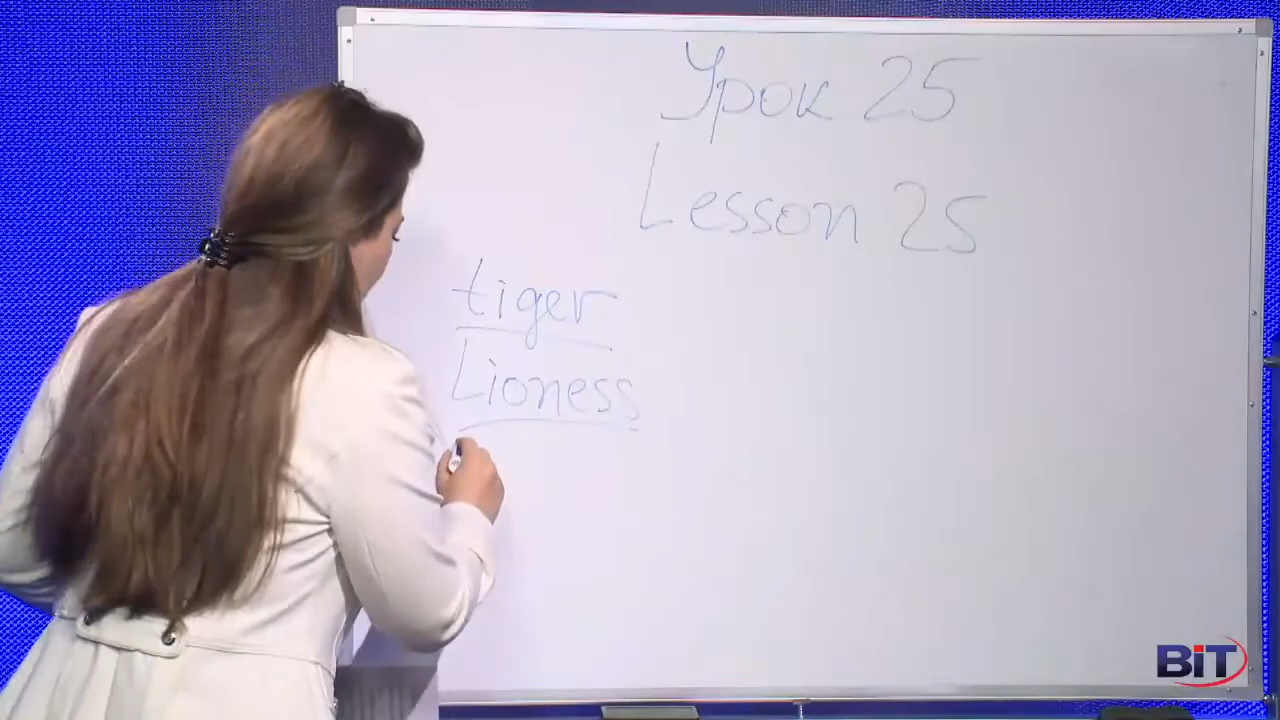 Урок 25
Lesson 25
tiger
Lioness
BiT